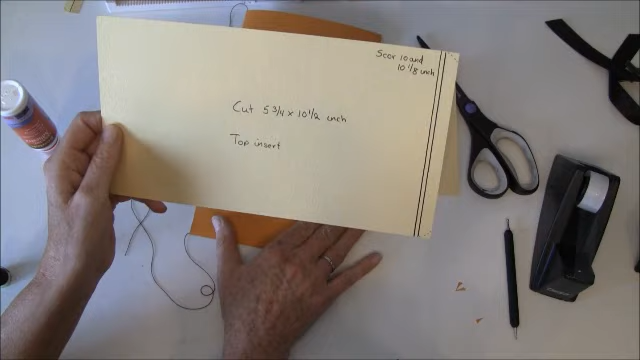 Scor 10 and
10 1/8 inch
Cut 5 3/4 x 10 1/2 inch
Top insert